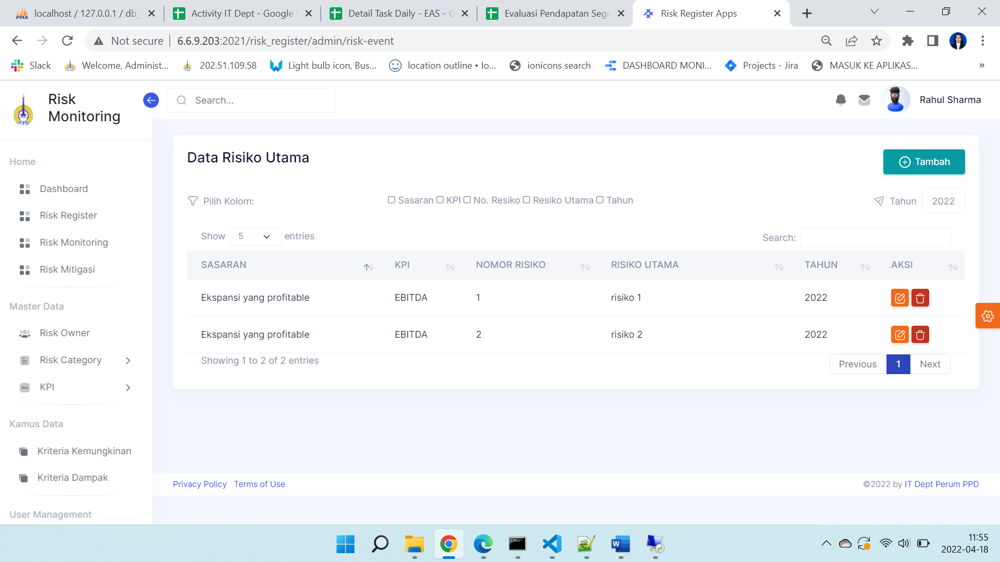 localhost / 127.0.0.1 / db_
Activity IT Dept - Google
Detail Task Daily - EAS - G
Evaluasi Pendapatan Segm
Risk Register Apps
Not secure
6.6.9.203:2021/risk_register/admin/risk-event
Slack
Welcome, Administ...
202.51.109.58
Light bulb icon, Bus...
location outline • Io...
ionicons search
DASHBOARD MONI...
Projects - Jira
MASUK KE APLIKAS...
»
Risk
Monitoring
Search...
Rahul Sharma
Home
Dashboard
Risk Register
Risk Monitoring
Risk Mitigasi
Master Data
Risk Owner
Risk Category
KPI
Kamus Data
Kriteria Kemungkinan
Kriteria Dampak
User Management
Data Risiko Utama
Tambah
Pilih Kolom:
Sasaran KPI No. Resiko Resiko Utama Tahun
Tahun 2022
Show 5 entries
Search:
SASARAN KPI NOMOR RISIKO RISIKO UTAMA TAHUN AKSI
Ekspansi yang profitable EBITDA 1 risiko 1 2022
Ekspansi yang profitable EBITDA 2 risiko 2 2022
Showing 1 to 2 of 2 entries
Previous 1 Next
Privacy Policy Terms of Use
©2022 by IT Dept Perum PPD
11:55
2022-04-18